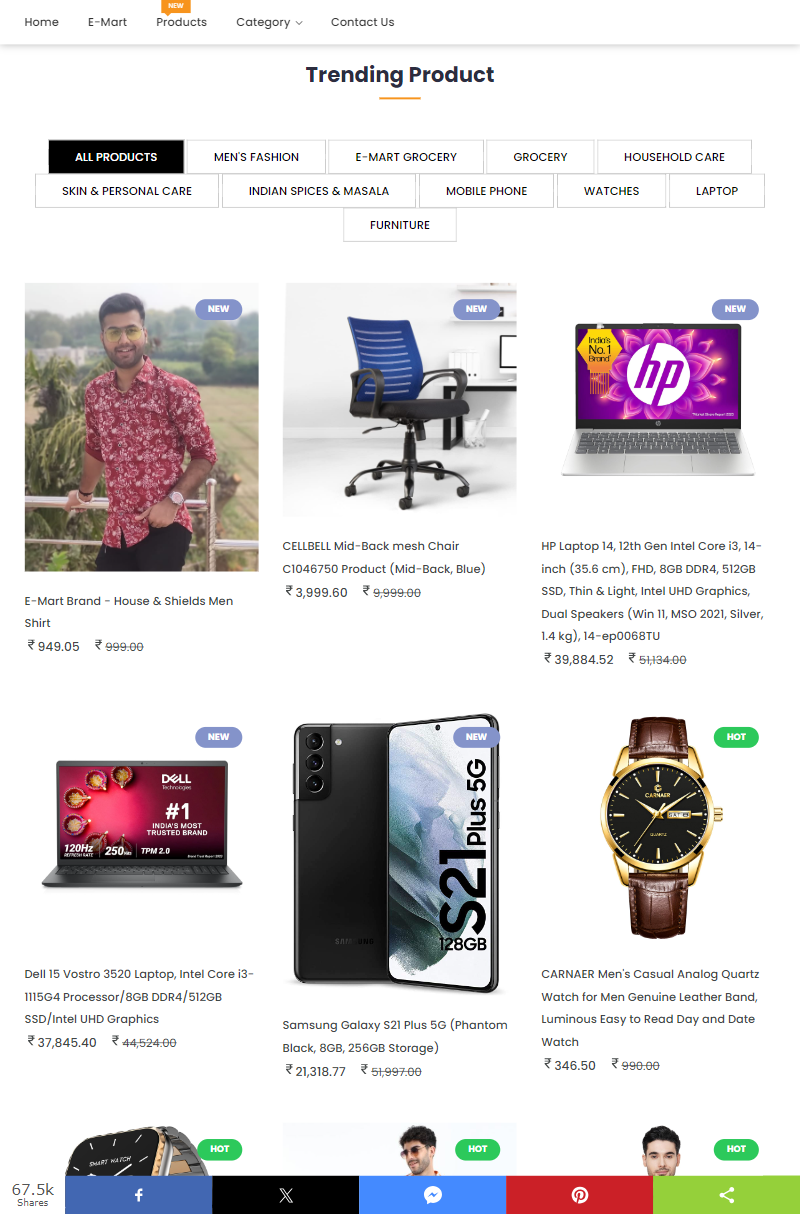 NEW
Home E-Mart Products Category Contact Us
Trending Product
ALL PRODUCTS MEN'S FASHION E-MART GROCERY GROCERY HOUSEHOLD CARE
SKIN & PERSONAL CARE INDIAN SPICES & MASALA MOBILE PHONE WATCHES LAPTOP
FURNITURE
NEW
E-Mart Brand - House & Shields Men
Shirt
₹ 949.05 ₹ 999.00
NEW
CELLBELL Mid-Back mesh Chair
C1046750 Product (Mid-Back, Blue)
₹ 3,999.60 ₹ 9,999.00
NEW
India's
No.1
Brand*
hp
HP Laptop 14, 12th Gen Intel Core i3, 14-
inch (35.6 cm), FHD, 8GB DDR4, 512GB
SSD, Thin & Light, Intel UHD Graphics,
Dual Speakers (Win 11, MSO 2021, Silver,
1.4 kg), 14-ep0068TU
₹ 39,884.52 ₹ 51,134.00
NEW
DELL
Technologies
#1
INDIA'S MOST
TRUSTED BRAND
120Hz
REFRESH RATE
250 nits
TPM 2.0
Dell 15 Vostro 3520 Laptop, Intel Core i3-
1115G4 Processor/8GB DDR4/512GB
SSD/Intel UHD Graphics
₹ 37,845.40 ₹ 44,524.00
NEW
SAMSUNG
S21 Plus 5G
128GB
Samsung Galaxy S21 Plus 5G (Phantom
Black, 8GB, 256GB Storage)
₹ 21,318.77 ₹ 51,997.00
HOT
CARNAER
QUARTZ
CARNAER Men's Casual Analog Quartz
Watch for Men Genuine Leather Band,
Luminous Easy to Read Day and Date
Watch
₹ 346.50 ₹ 990.00
HOT
SMART WATCH
HOT
HOT
67.5k
Shares